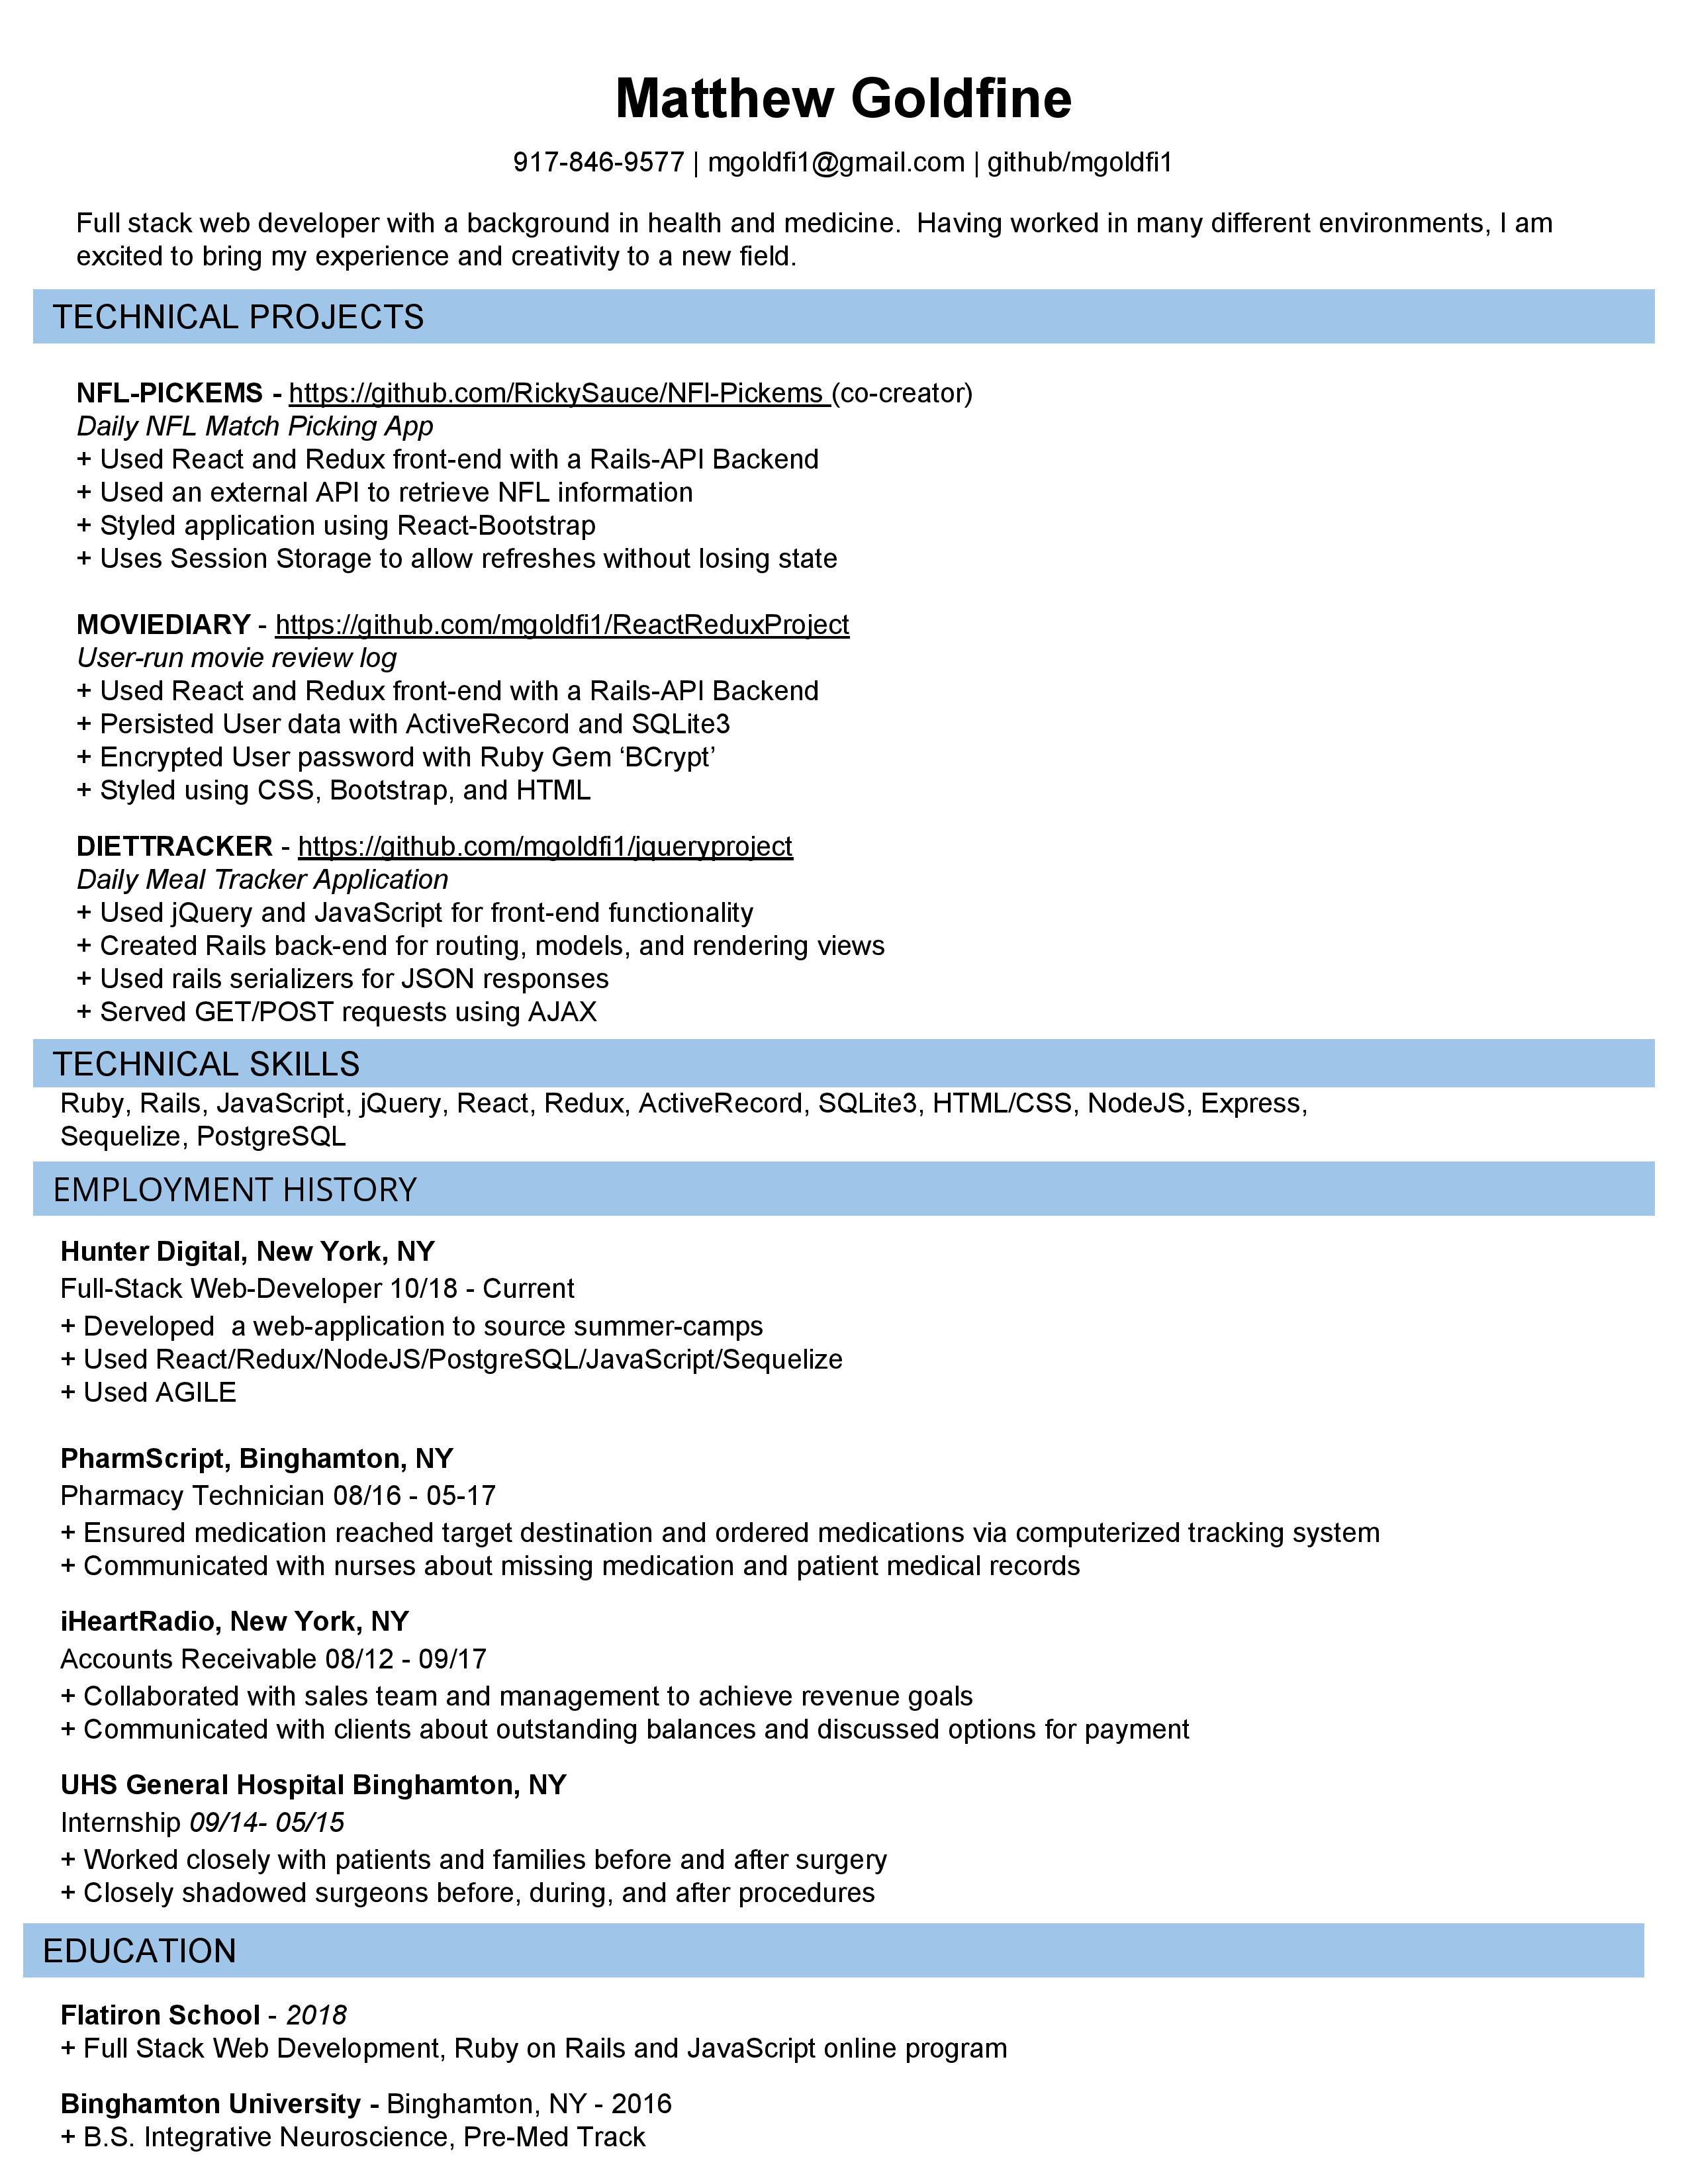 Matthew Goldfine
917-846-9577 | mgoldfi1@gmail.com | github/mgoldfi1
Full stack web developer with a background in health and medicine.  Having worked in many different environments, I am
excited to bring my experience and creativity to a new field.
TECHNICAL PROJECTS
NFL-PICKEMS - https://github.com/RickySauce/NFl-Pickems (co-creator)
Daily NFL Match Picking App
+ Used React and Redux front-end with a Rails-API Backend
+ Used an external API to retrieve NFL information
+ Styled application using React-Bootstrap
+ Uses Session Storage to allow refreshes without losing state
MOVIEDIARY - https://github.com/mgoldfi1/ReactReduxProject
User-run movie review log
+ Used React and Redux front-end with a Rails-API Backend
+ Persisted User data with ActiveRecord and SQLite3
+ Encrypted User password with Ruby Gem ‘BCrypt’
+ Styled using CSS, Bootstrap, and HTML
DIETTRACKER - https://github.com/mgoldfi1/jqueryproject
Daily Meal Tracker Application
+ Used jQuery and JavaScript for front-end functionality
+ Created Rails back-end for routing, models, and rendering views
+ Used rails serializers for JSON responses
+ Served GET/POST requests using AJAX
TECHNICAL SKILLS
Ruby, Rails, JavaScript, jQuery, React, Redux, ActiveRecord, SQLite3, HTML/CSS, NodeJS, Express,
Sequelize, PostgreSQL
EMPLOYMENT HISTORY
Hunter Digital, New York, NY
Full-Stack Web-Developer 10/18 - Current
+ Developed  a web-application to source summer-camps
+ Used React/Redux/NodeJS/PostgreSQL/JavaScript/Sequelize
+ Used AGILE
PharmScript, Binghamton, NY
Pharmacy Technician 08/16 - 05-17
+ Ensured medication reached target destination and ordered medications via computerized tracking system
+ Communicated with nurses about missing medication and patient medical records
iHeartRadio, New York, NY
Accounts Receivable 08/12 - 09/17
+ Collaborated with sales team and management to achieve revenue goals
+ Communicated with clients about outstanding balances and discussed options for payment
UHS General Hospital Binghamton, NY
Internship 09/14- 05/15
+ Worked closely with patients and families before and after surgery
+ Closely shadowed surgeons before, during, and after procedures
EDUCATION
Flatiron School - 2018
+ Full Stack Web Development, Ruby on Rails and JavaScript online program
Binghamton University - Binghamton, NY - 2016
+ B.S. Integrative Neuroscience, Pre-Med Track